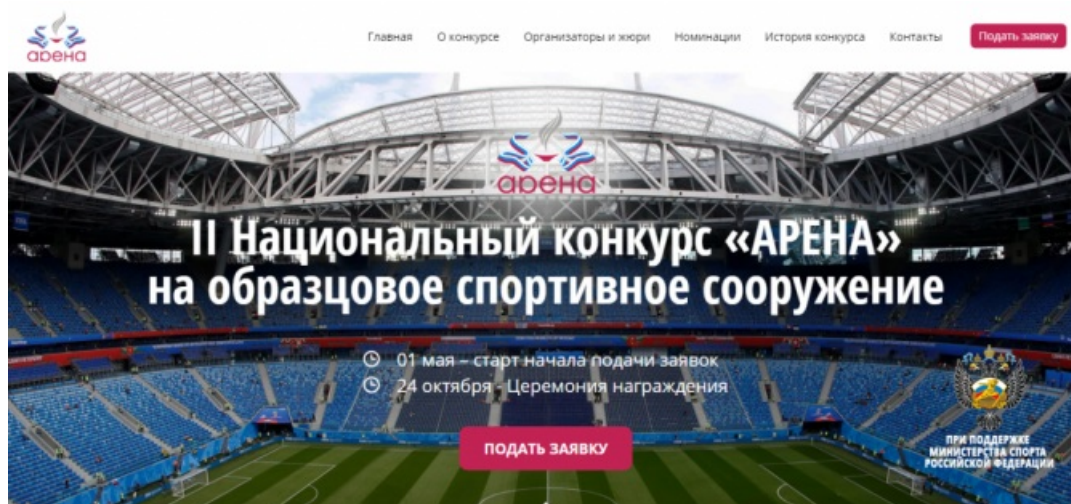 арена
Главная О конкурсе Организаторы и жюри Номинации История конкурса Контакты Подать заявку
арена
II Национальный конкурс «АРЕНА»
на образцовое спортивное сооружение
01 мая – старт начала подачи заявок
24 октября - Церемония награждения
ПОДАТЬ ЗАЯВКУ
ПРИ ПОДДЕРЖКЕ
МИНИСТЕРСТВА СПОРТА
РОССИЙСКОЙ ФЕДЕРАЦИИ